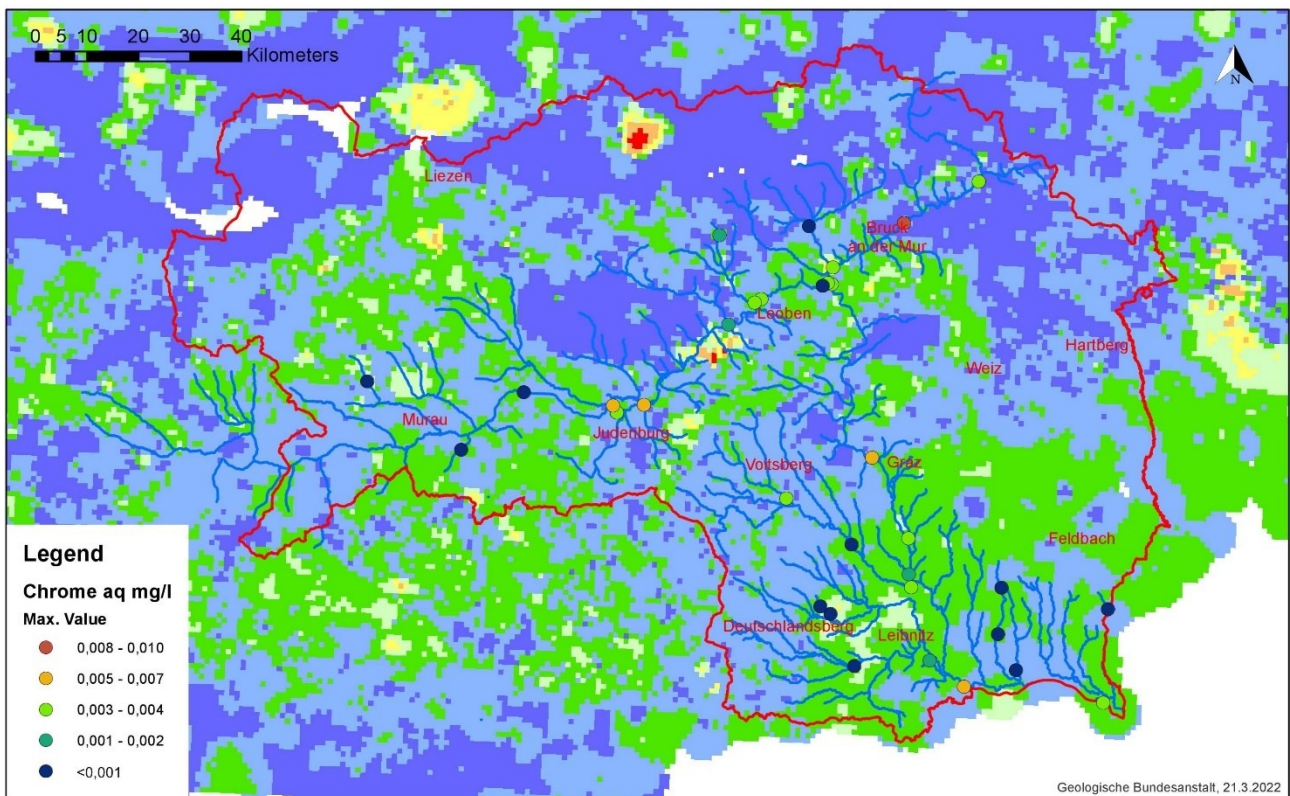 0 5 10 20 30 40
Kilometers
N
Liezen
Bruck
an der Mur
Leoben
Hartberg
Weiz
Murau
Judenburg
Voitsberg
Graz
Feldbach
Deutschlandsberg
Leibnitz
Legend
Chrome aq mg/l
Max. Value
0,008 - 0,010
0,005 - 0,007
0,003 - 0,004
0,001 - 0,002
<0,001
Geologische Bundesanstalt, 21.3.2022